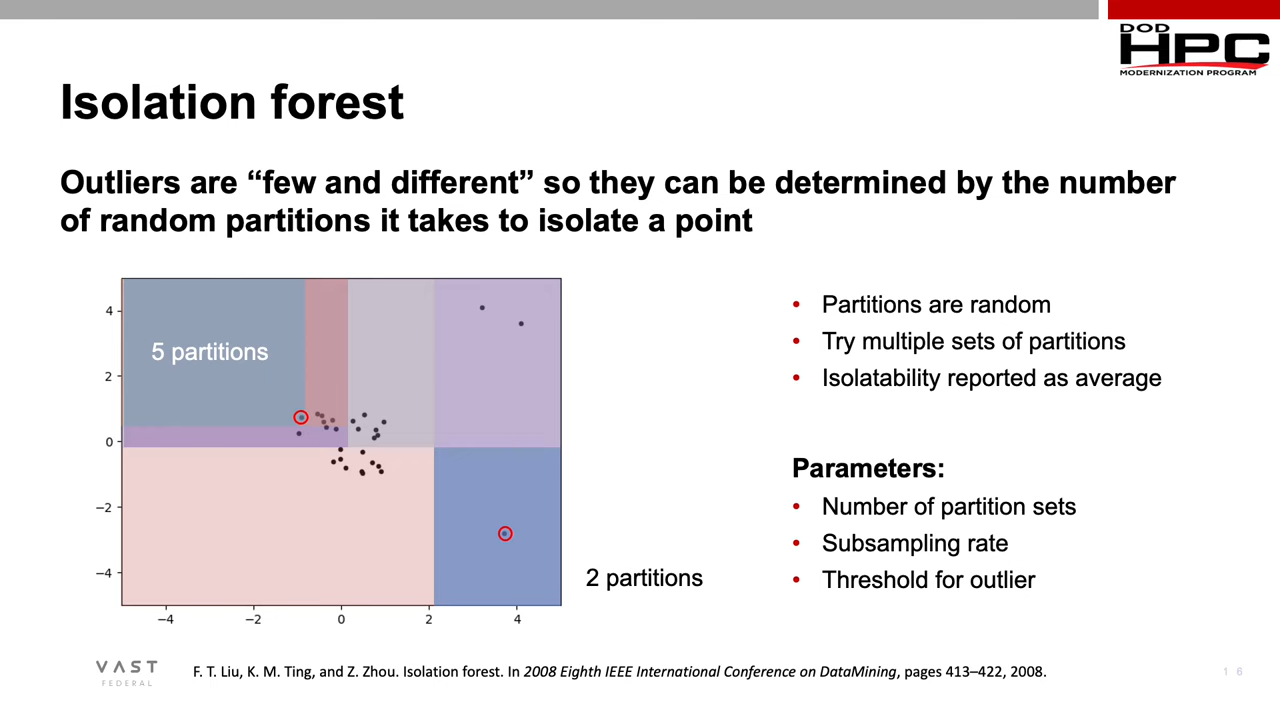 DOD
HPC
MODERNIZATION PROGRAM
Isolation forest
Outliers are “few and different” so they can be determined by the number
of random partitions it takes to isolate a point
4
2
0
−2
−4
−4
−2
0
2
4
5 partitions
2 partitions
• Partitions are random
• Try multiple sets of partitions
• Isolatability reported as average
Parameters:
• Number of partition sets
• Subsampling rate
• Threshold for outlier
VAST
FEDERAL
F. T. Liu, K. M. Ting, and Z. Zhou. Isolation forest. In 2008 Eighth IEEE International Conference on DataMining, pages 413–422, 2008.
16